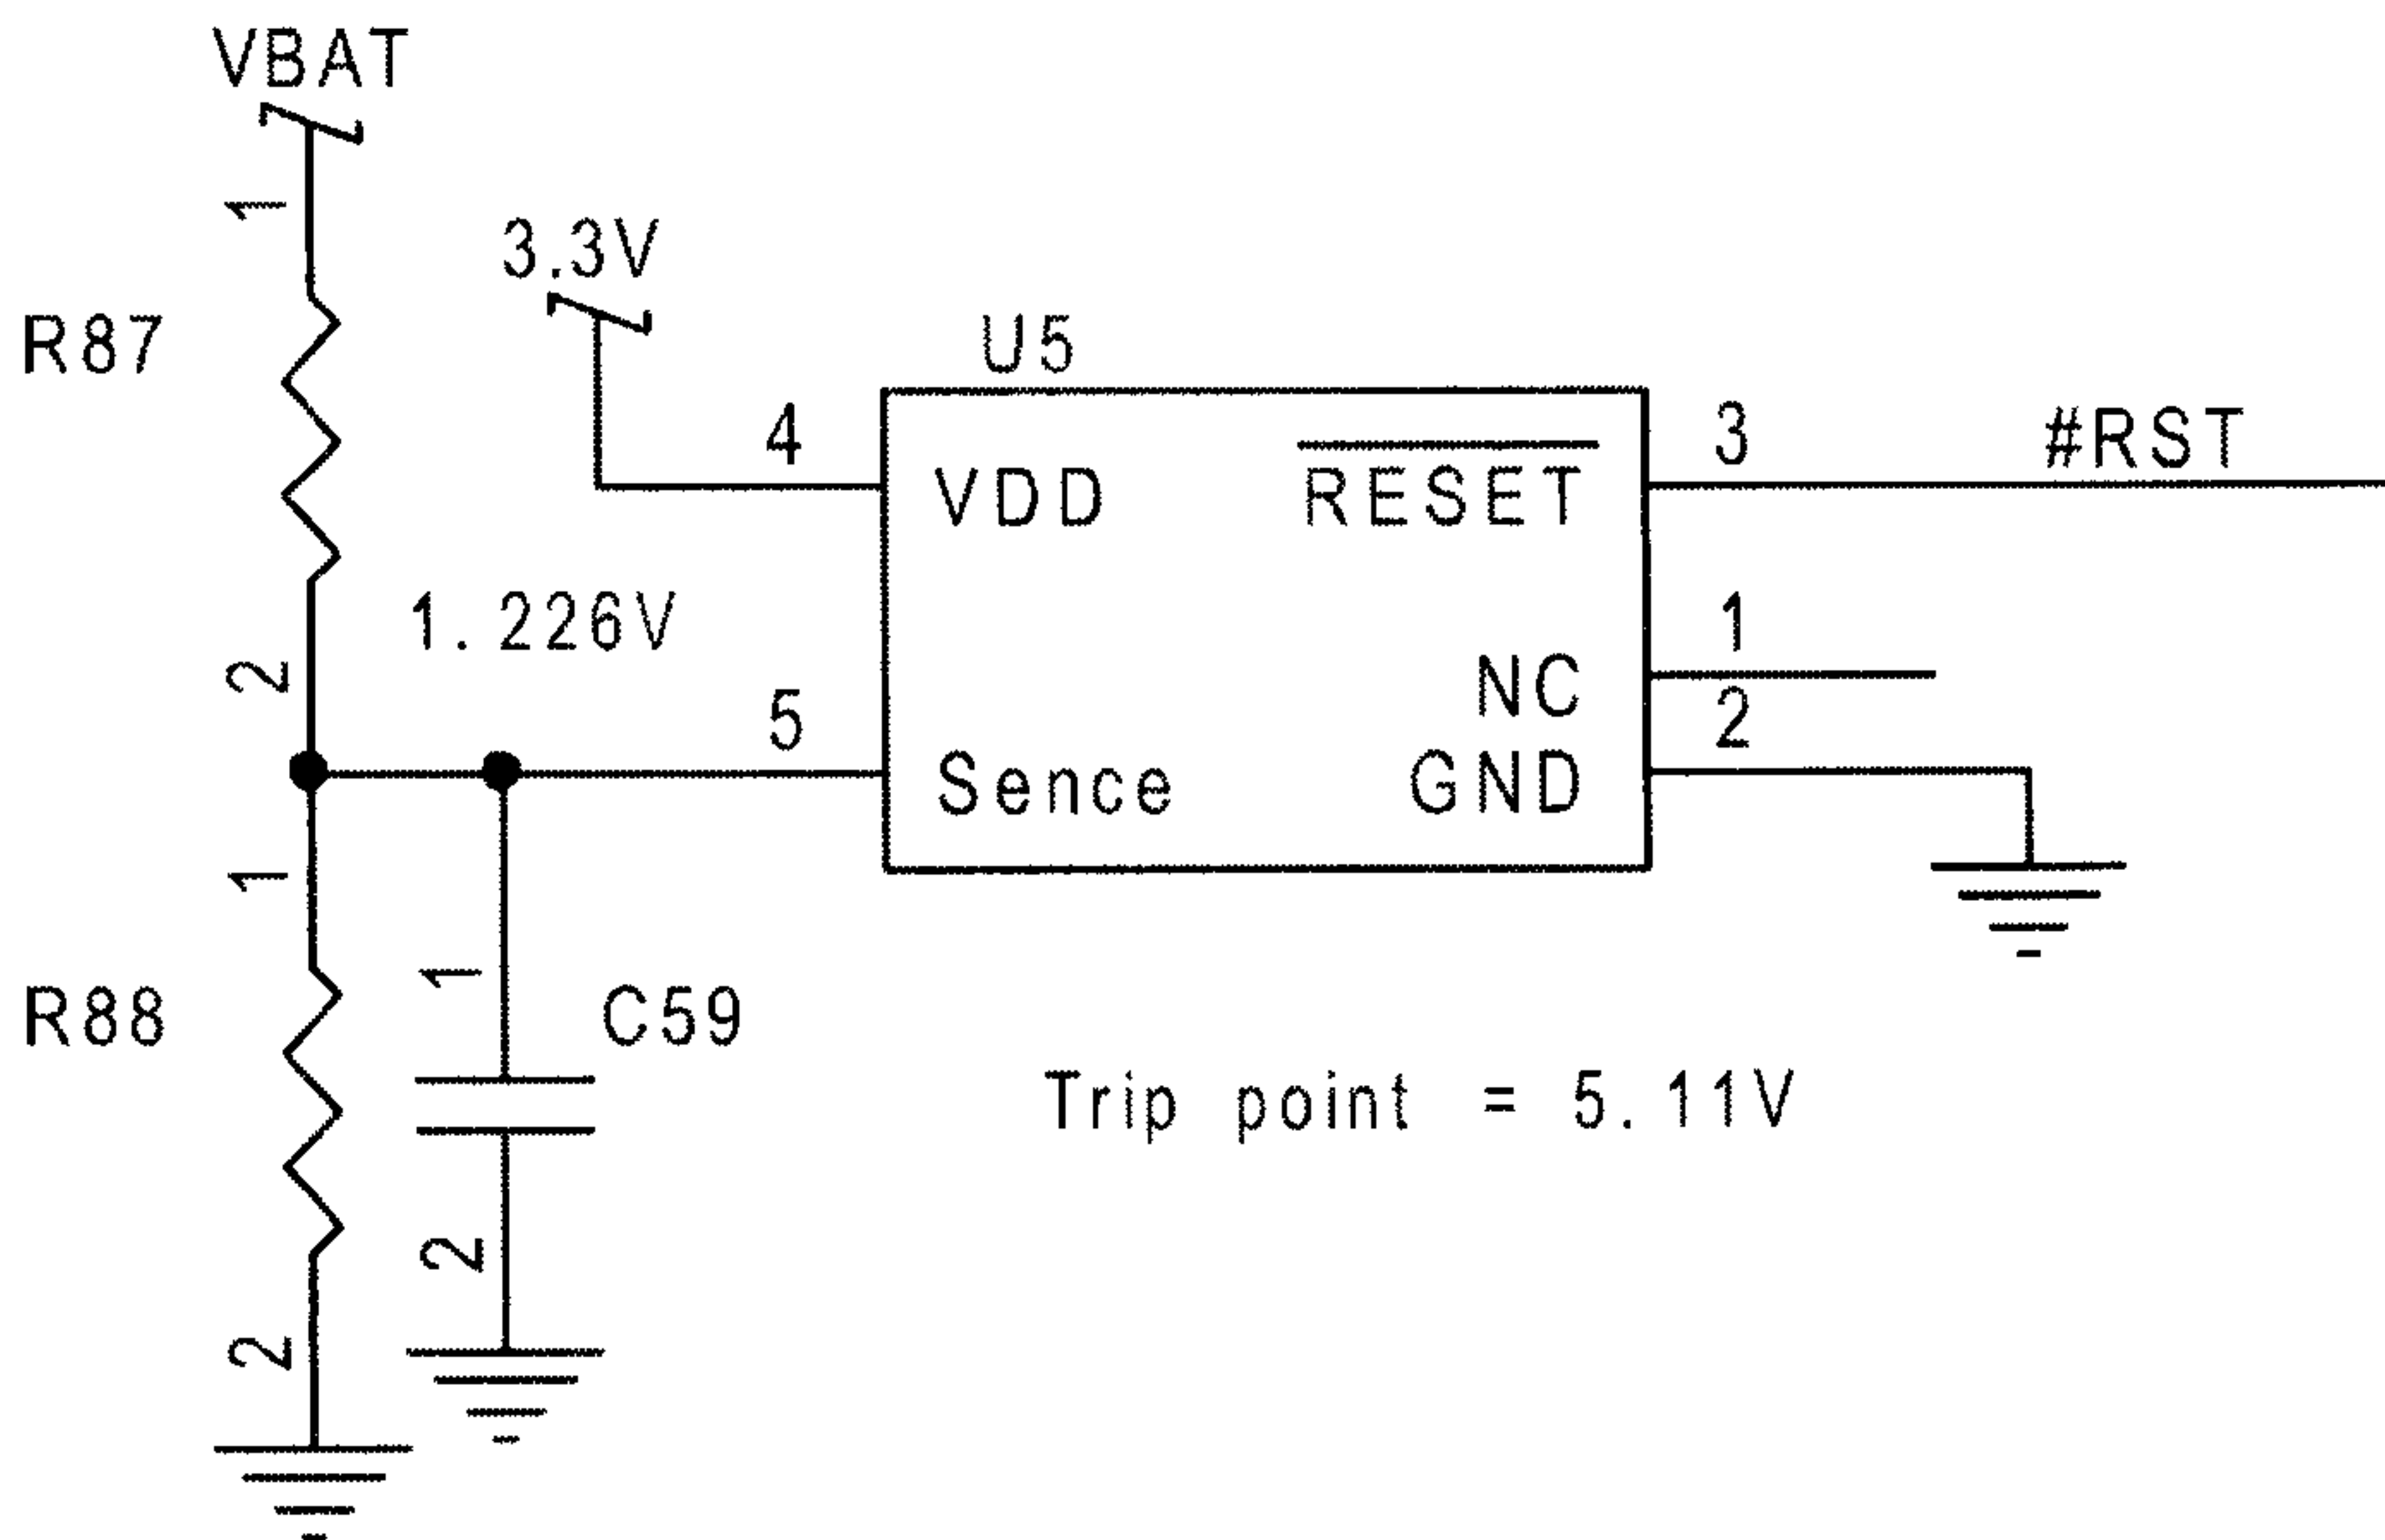 VBAT
1
3.3V
R87
U5
4
3
#RST
VDD
RESET
1.226V
1
2
NC
5
2
Sence
GND
1
1
R88
C59
Trip point = 5.11V
2
2